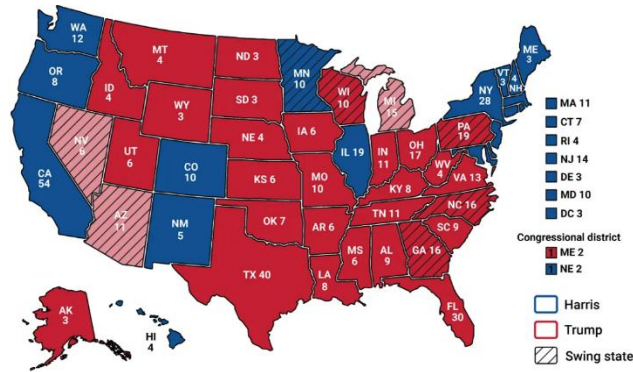 WA
12
OR
8
CA
54
NV
6
ID
4
MT
4
WY
3
UT
6
AZ
11
CO
10
NM
5
ND 3
SD 3
NE 4
KS 6
OK 7
TX 40
MN
10
IA 6
MO
10
AR 6
LA
8
WI
10
IL 19
MI
15
IN
11
OH
17
KY 8
TN 11
MS
6
AL
9
GA 16
FL
30
SC 9
NC 16
VA 13
WV
4
PA
19
NY
28
VT
3
4
NH
ME
3
AK
3
HI
4
MA 11
CT 7
RI 4
NJ 14
DE 3
MD 10
DC 3
Congressional district
1 ME 2
1 NE 2
Harris
Trump
Swing state